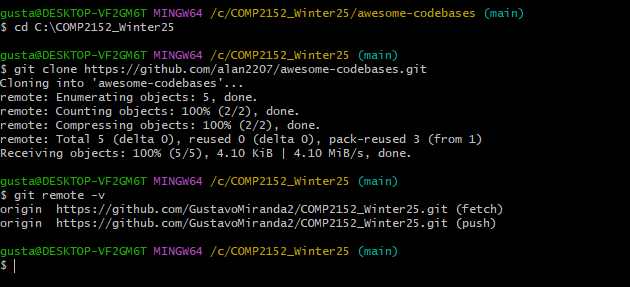 gusta@DESKTOP-VF2GM6T MINGW64 /c/COMP2152_Winter25/awesome-codebases (main)
$ cd C:\COMP2152_Winter25
gusta@DESKTOP-VF2GM6T MINGW64 /c/COMP2152_Winter25 (main)
$ git clone https://github.com/alan2207/awesome-codebases.git
Cloning into 'awesome-codebases'...
remote: Enumerating objects: 5, done.
remote: Counting objects: 100% (2/2), done.
remote: Compressing objects: 100% (2/2), done.
remote: Total 5 (delta 0), reused 0 (delta 0), pack-reused 3 (from 1)
Receiving objects: 100% (5/5), 4.10 KiB | 4.10 MiB/s, done.
gusta@DESKTOP-VF2GM6T MINGW64 /c/COMP2152_Winter25 (main)
$ git remote -v
origin  https://github.com/GustavoMiranda2/COMP2152_Winter25.git (fetch)
origin  https://github.com/GustavoMiranda2/COMP2152_Winter25.git (push)
gusta@DESKTOP-VF2GM6T MINGW64 /c/COMP2152_Winter25 (main)
$